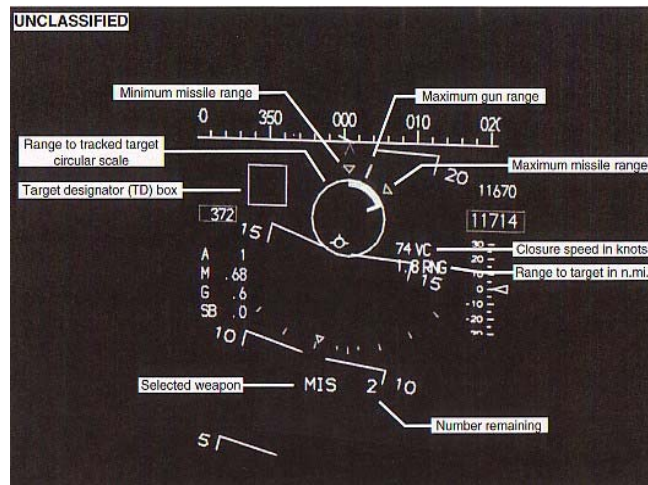 UNCLASSIFIED
Minimum missile range
Maximum gun range
350 000 010
Range to tracked target
circular scale
20
Maximum missile range
11670
Target designator (TD) box
372
11714
15
74 VC
Closure speed in knots
30
20
A 1
1.8 RNG
Range to target in n.mi.
10
M .68
15
0
G .6
-10
SB .0
-20
10
Selected weapon
MIS 2
10
Number remaining
5